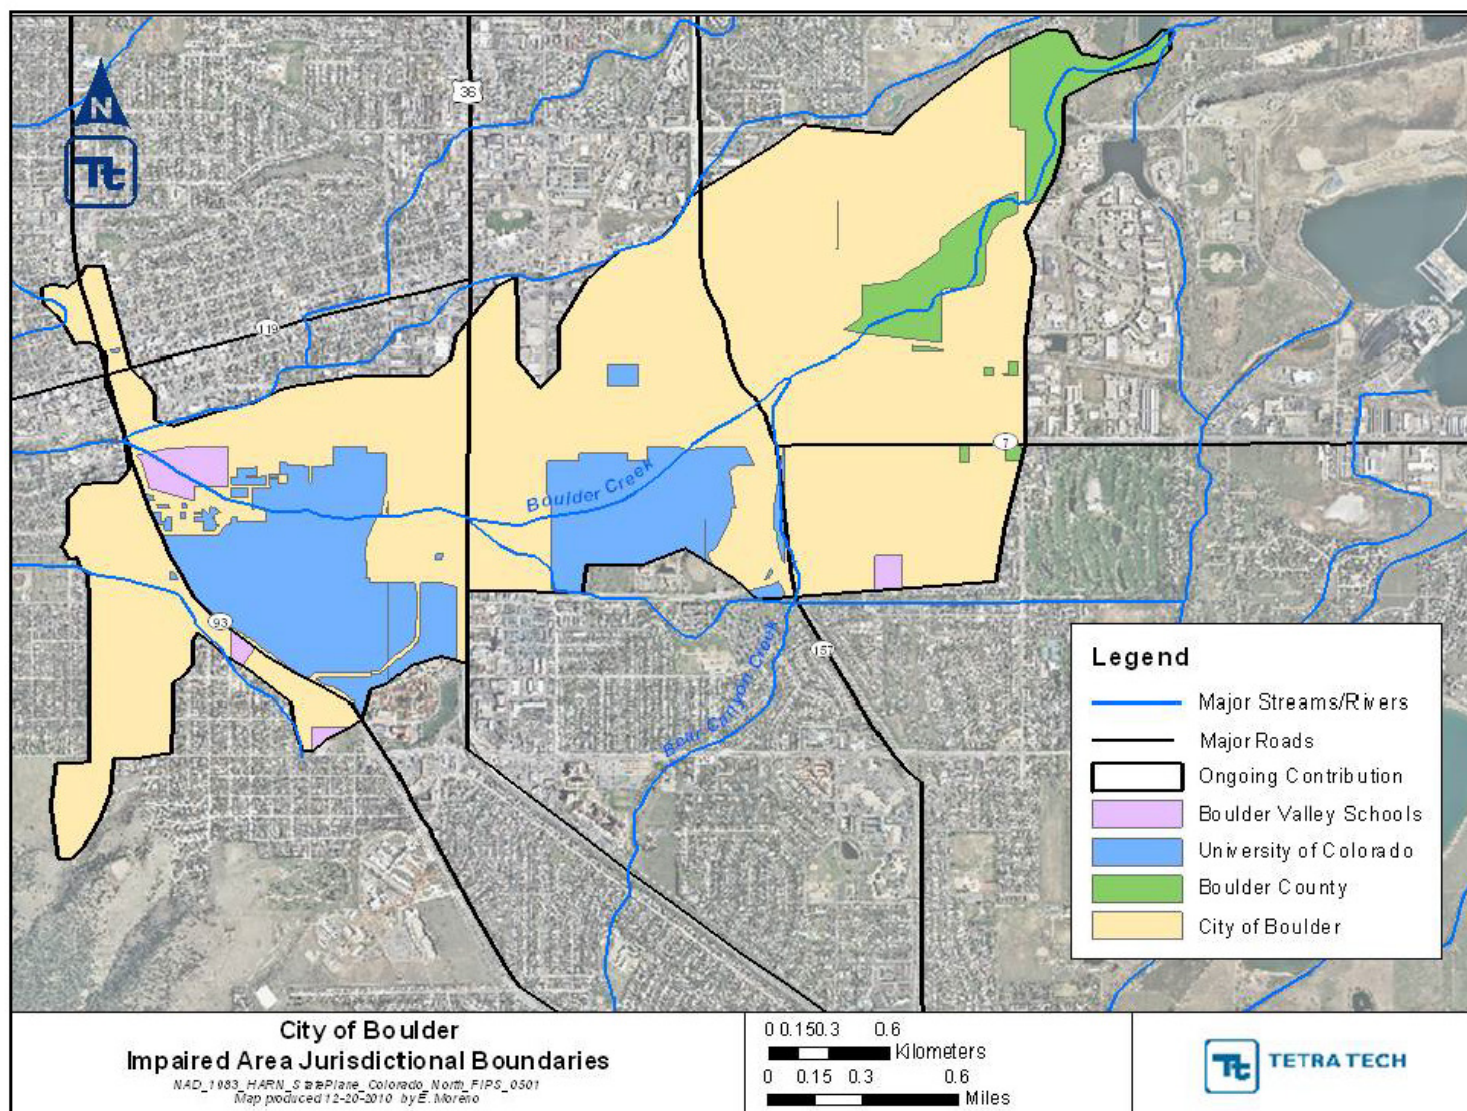 N
Tt
36
119
7
Boulder Creek
93
157
Bear Canyon Creek
Legend
Major Streams/Rivers
Major Roads
Ongoing Contribution
Boulder Valley Schools
University of Colorado
Boulder County
City of Boulder
City of Boulder
Impaired Area Jurisdictional Boundaries
NAD_1983_HARN_StatePlane_Colorado_North_FIPS_0501
Map produced 12-20-2010 by E. Moreno
0 0.150.3 0.6
Kilometers
0 0.15 0.3 0.6
Miles
Tt TETRA TECH